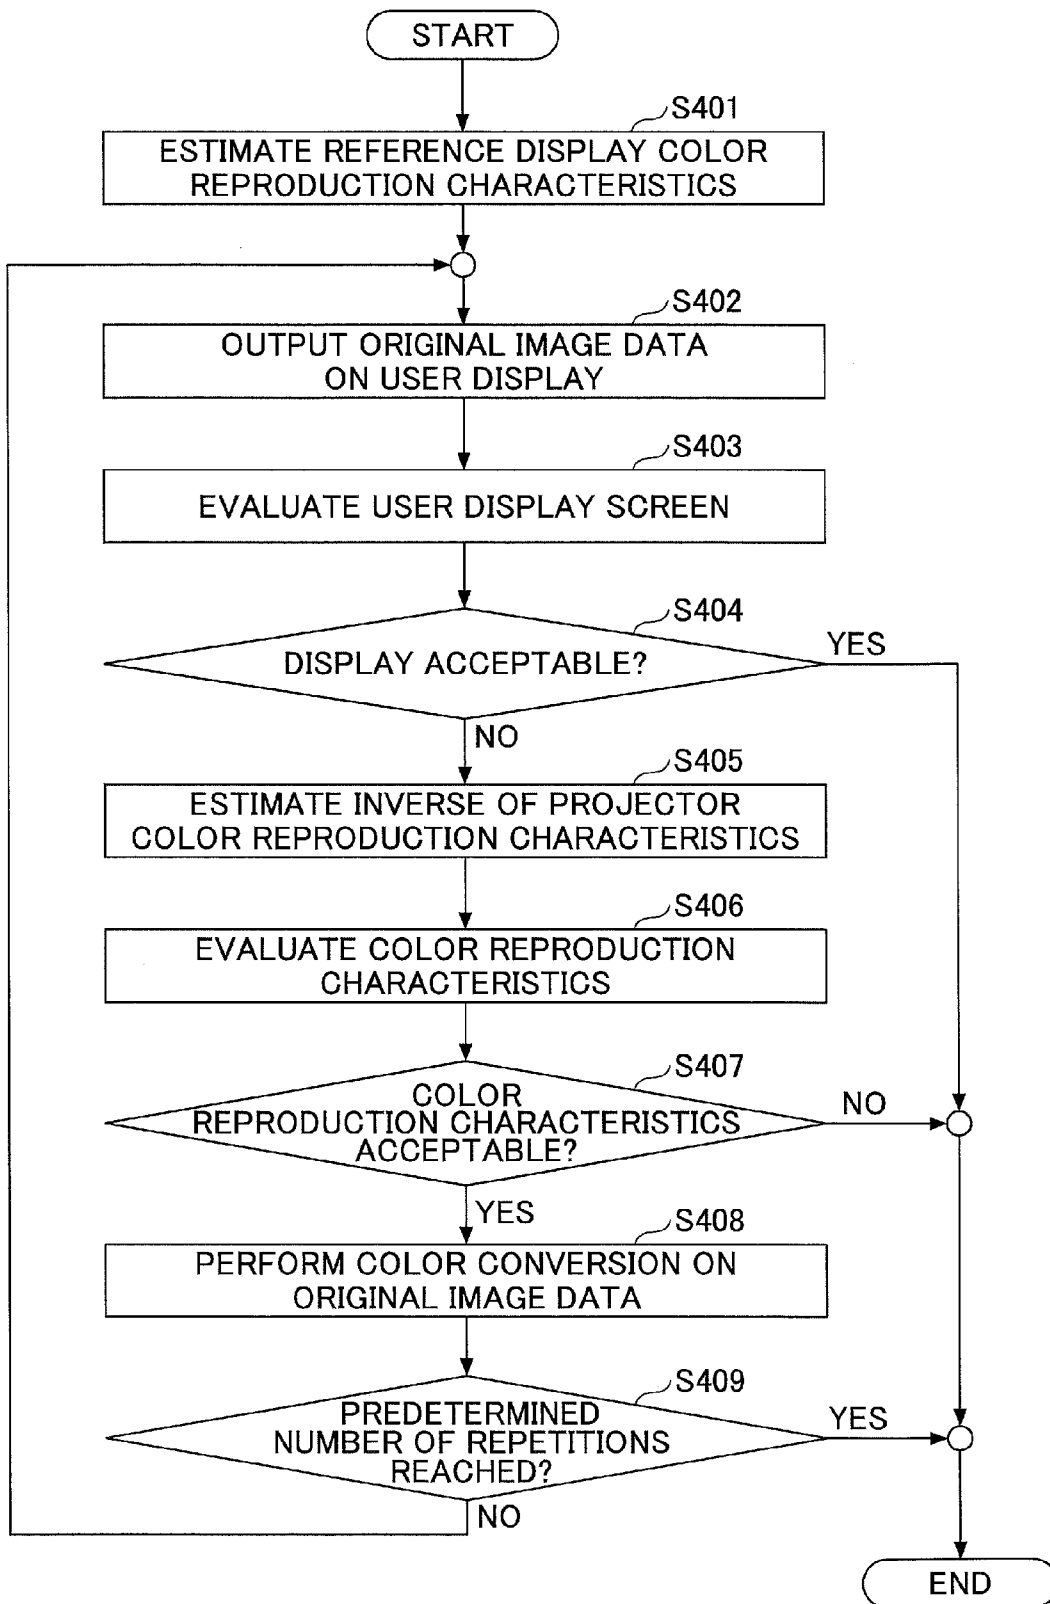 START
S401
ESTIMATE REFERENCE DISPLAY COLOR
REPRODUCTION CHARACTERISTICS
S402
OUTPUT ORIGINAL IMAGE DATA
ON USER DISPLAY
S403
EVALUATE USER DISPLAY SCREEN
S404
DISPLAY ACCEPTABLE?
YES
NO
S405
ESTIMATE INVERSE OF PROJECTOR
COLOR REPRODUCTION CHARACTERISTICS
S406
EVALUATE COLOR REPRODUCTION
CHARACTERISTICS
S407
COLOR
REPRODUCTION CHARACTERISTICS
ACCEPTABLE?
NO
YES
S408
PERFORM COLOR CONVERSION ON
ORIGINAL IMAGE DATA
S409
PREDETERMINED
NUMBER OF REPETITIONS
REACHED?
YES
NO
END